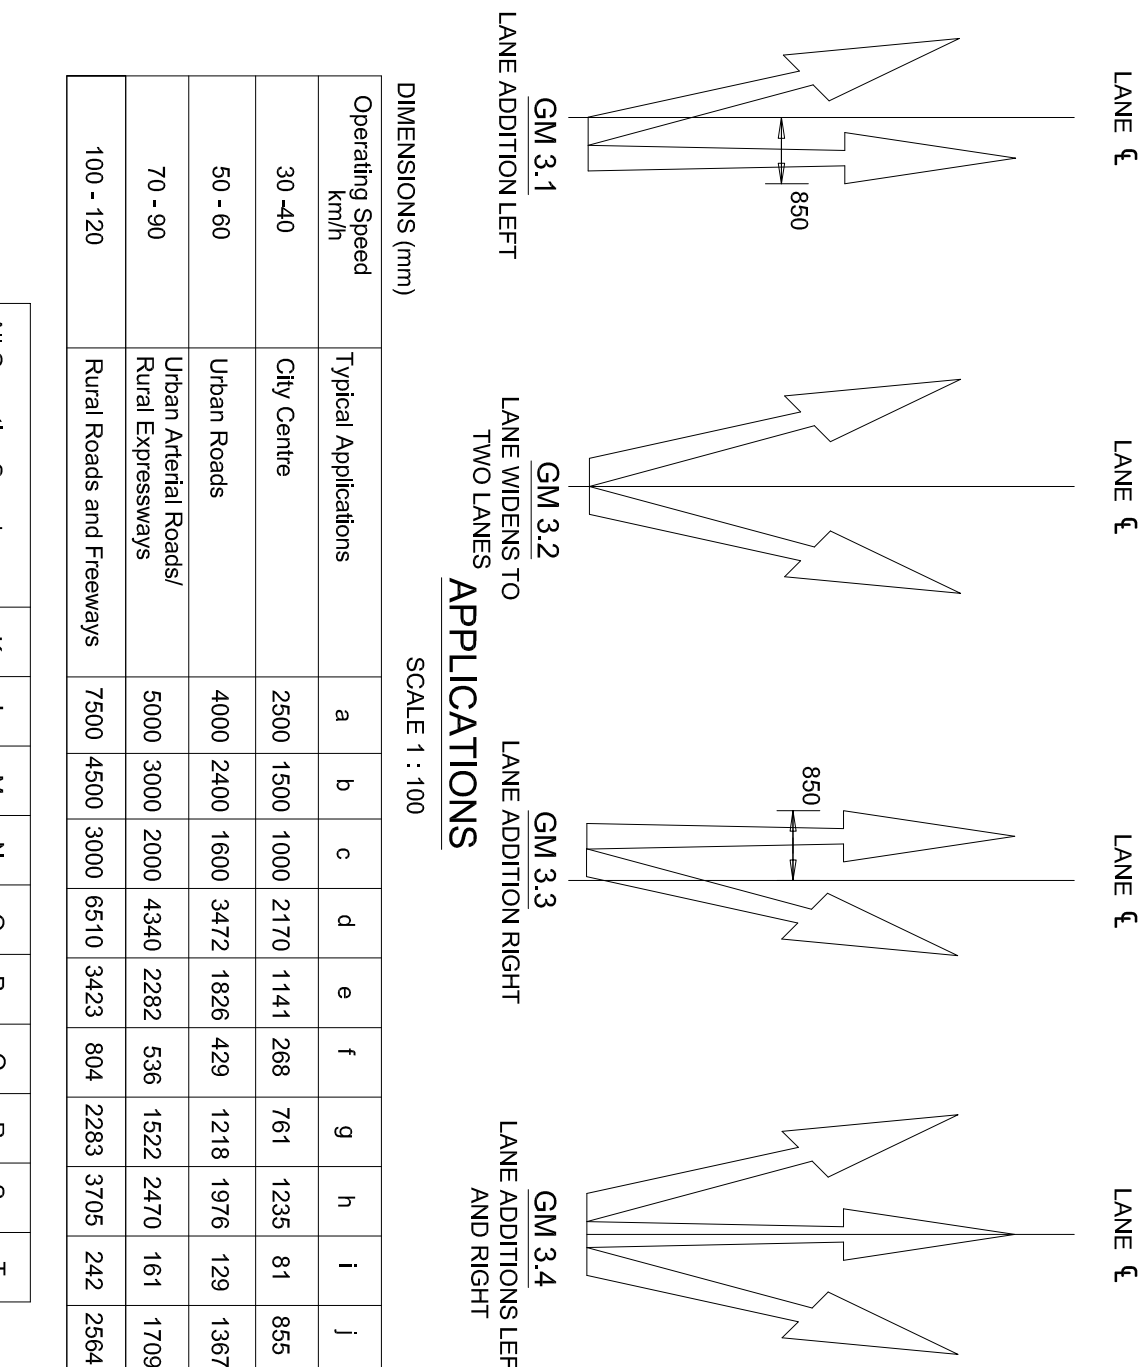 LANE ℄
LANE ℄
LANE ℄
LANE ℄
850
850
GM 3.1
LANE ADDITION LEFT
GM 3.2
LANE WIDENS TO
TWO LANES
GM 3.3
LANE ADDITION RIGHT
GM 3.4
LANE ADDITIONS LEF
AND RIGHT
APPLICATIONS
SCALE 1 : 100
DIMENSIONS (mm)
Operating Speed km/h Typical Applications a b c d e f g h i j
30 -40 City Centre 2500 1500 1000 2170 1141 268 761 1235 81 855
50 - 60 Urban Roads 4000 2400 1600 3472 1826 429 1218 1976 129 1367
70 - 90 Urban Arterial Roads/ Rural Expressways 5000 3000 2000 4340 2282 536 1522 2470 161 1709
100 - 120 Rural Roads and Freeways 7500 4500 3000 6510 3423 804 2283 3705 242 2564